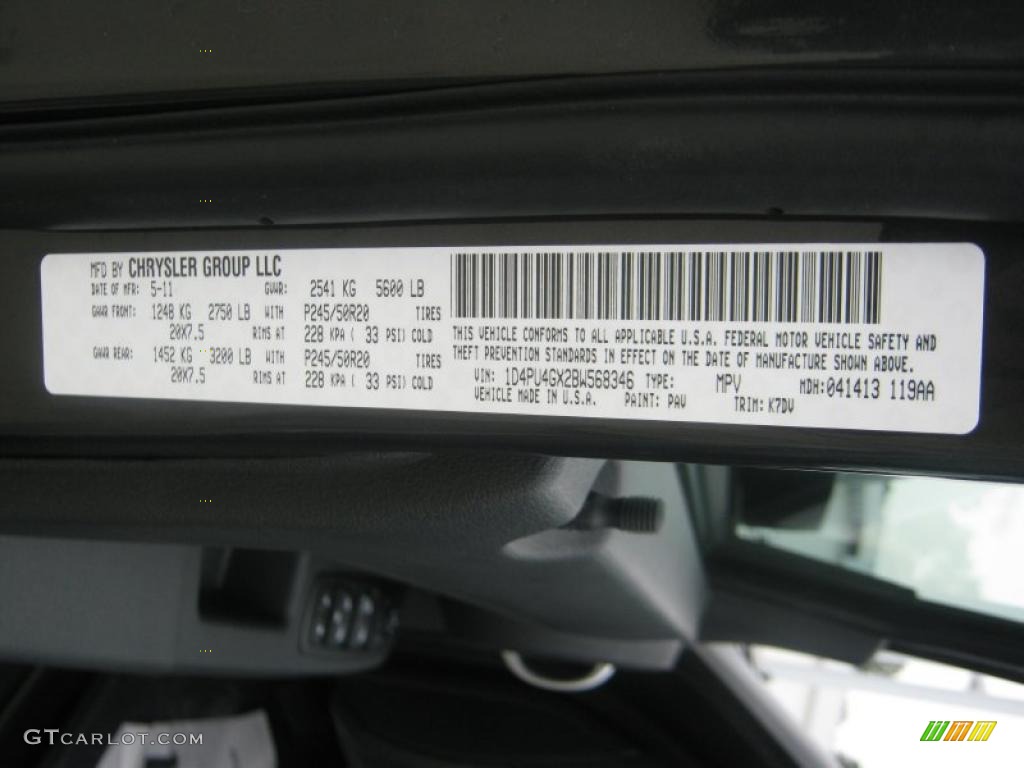 MFD BY CHRYSLER GROUP LLC
DATE OF MFR: 5-11 GVWR: 2541 KG 5600 LB
GAWR FRONT: 1248 KG 2750 LB WITH P245/50R20 TIRES
20X7.5 RIMS AT 228 KPA ( 33 PSI) COLD
GAWR REAR: 1452 KG 3200 LB WITH P245/50R20 TIRES
20X7.5 RIMS AT 228 KPA ( 33 PSI) COLD
THIS VEHICLE CONFORMS TO ALL APPLICABLE U.S.A. FEDERAL MOTOR VEHICLE SAFETY AND
THEFT PREVENTION STANDARDS IN EFFECT ON THE DATE OF MANUFACTURE SHOWN ABOVE.
VIN: 1D4PU4GX2BW568346 TYPE: MPV MDH:041413 119AA
VEHICLE MADE IN U.S.A. PAINT: PAV TRIM: K7DV
GTCARLOT.COM